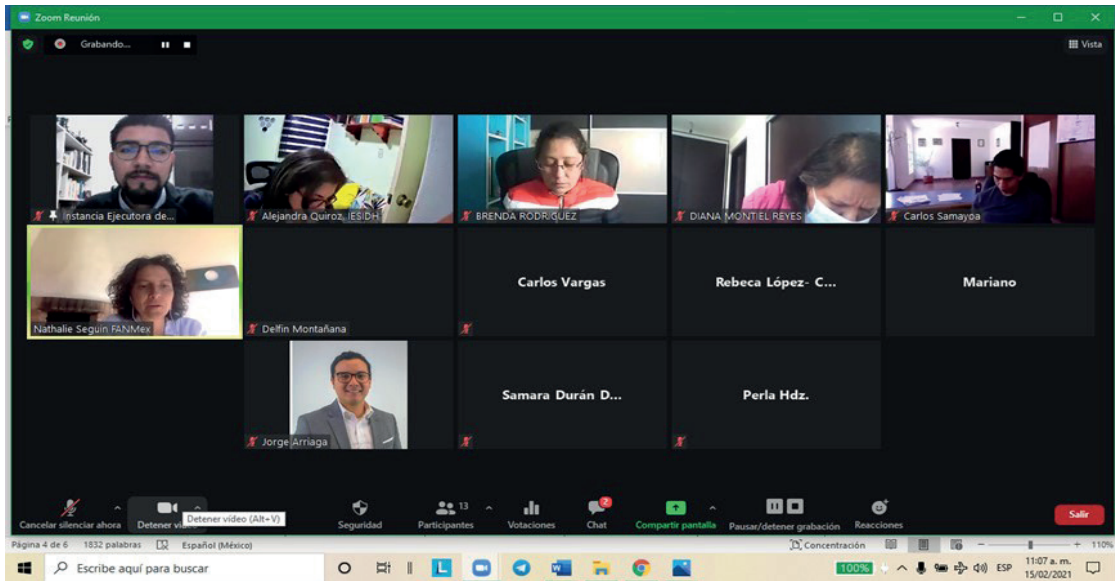 Zoom Reunión
Grabando...
Vista
Instancia Ejecutora de...
Alejandra Quiroz, IESIDH
BRENDA RODRIGUEZ
DIANA MONTIEL REYES
Carlos Samayoa
Nathalie Seguin FANMex
Delfin Montañana
Carlos Vargas
Rebeca López- C...
Mariano
Jorge Arriaga
Samara Durán D...
Perla Hdz.
Cancelar silenciar ahora
Detener
Detener vídeo (Alt+V)
Seguridad
13
Participantes
Votaciones
2
Chat
Compartir pantalla
Pausar/detener grabación
Reacciones
Salir
Página 4 de 6
1832 palabras
Español (México)
Concentración
110%
Escribe aquí para buscar
L
100%
ESP
11:07 a. m.
15/02/2021